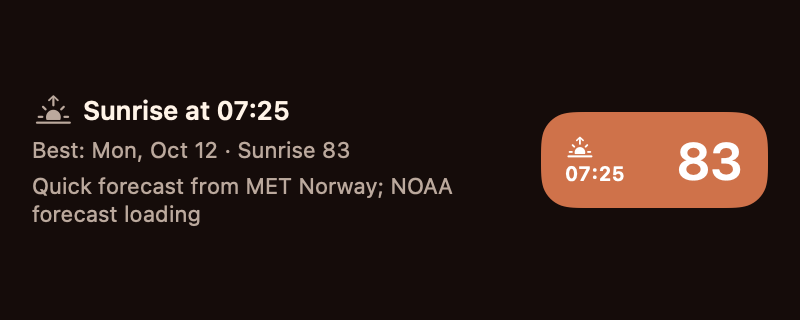 Sunrise at 07:25
Best: Mon, Oct 12 · Sunrise 83
Quick forecast from MET Norway; NOAA
forecast loading
07:25
83